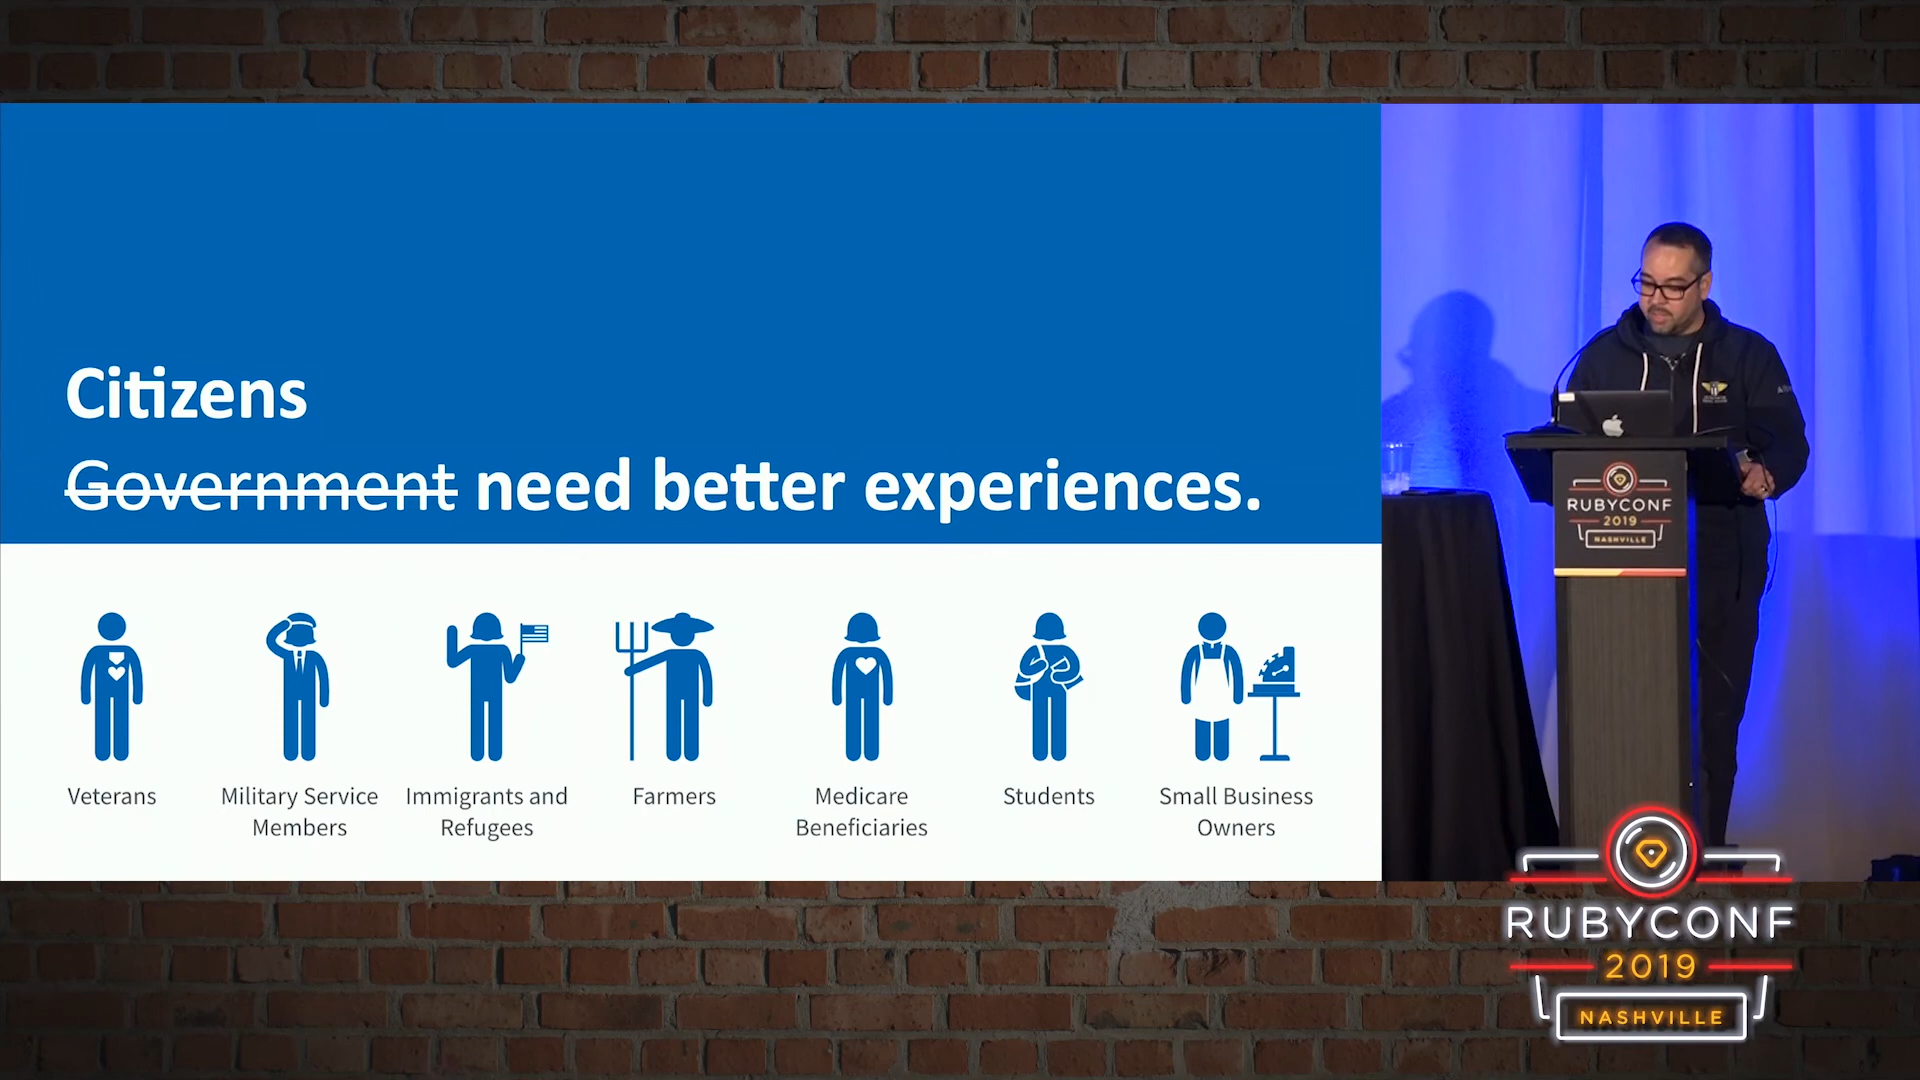 Citizens
Government need better experiences.
Veterans
Military Service
Members
Immigrants and
Refugees
Farmers
Medicare
Beneficiaries
Students
Small Business
Owners
RUBYCONF
2019
NASHVILLE
RUBYCONF
2019
NASHVILLE